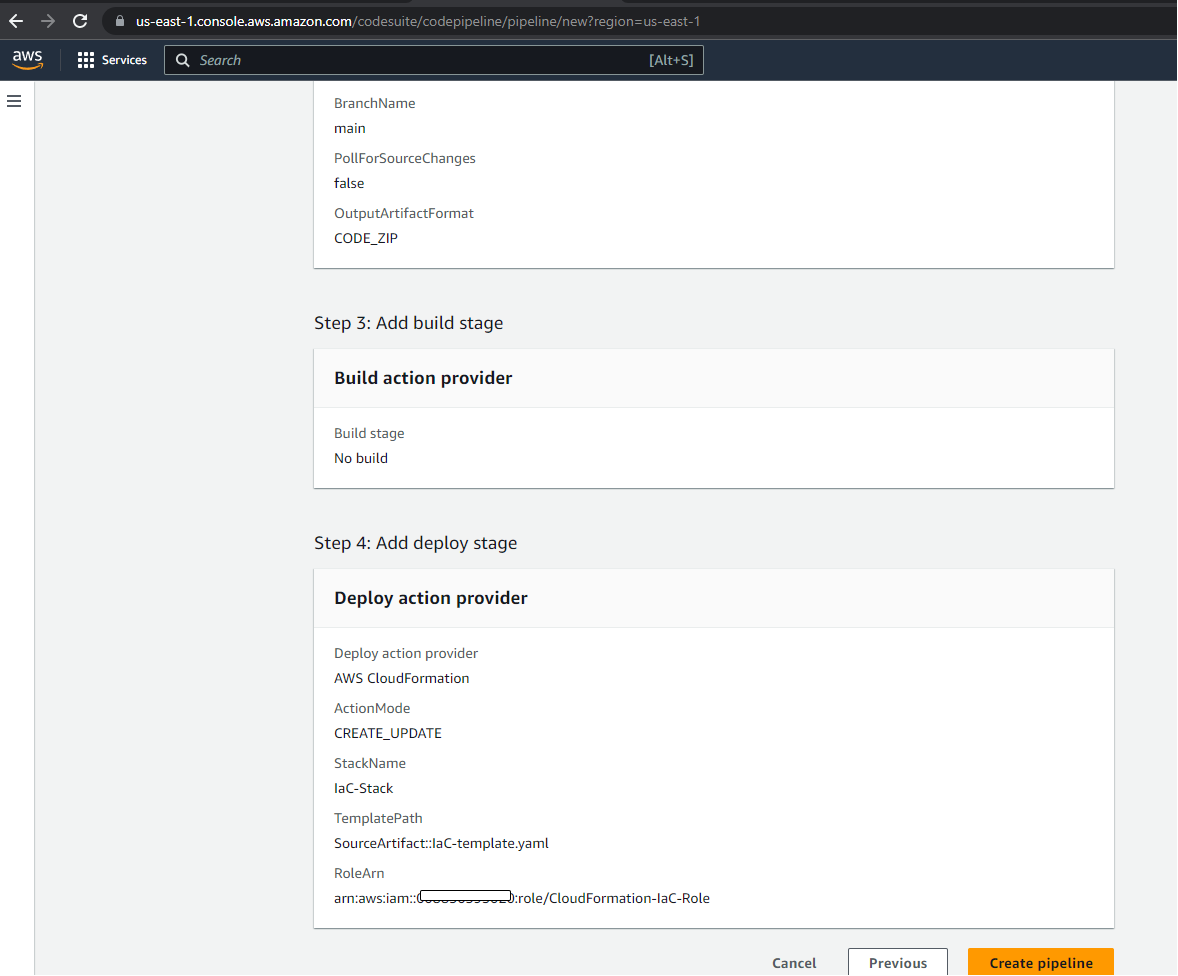 us-east-1.console.aws.amazon.com/codesuite/codepipeline/pipeline/new?region=us-east-1
aws Services Search [Alt+S]
BranchName
main
PollForSourceChanges
false
OutputArtifactFormat
CODE_ZIP
Step 3: Add build stage
Build action provider
Build stage
No build
Step 4: Add deploy stage
Deploy action provider
Deploy action provider
AWS CloudFormation
ActionMode
CREATE_UPDATE
StackName
IaC-Stack
TemplatePath
SourceArtifact::IaC-template.yaml
RoleArn
arn:aws:iam:: :role/CloudFormation-IaC-Role
Cancel Previous Create pipeline